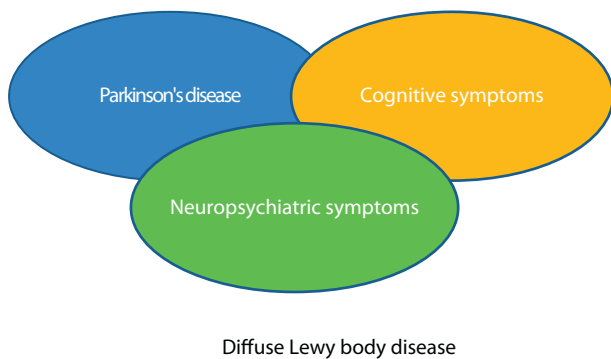 Parkinson's disease
Cognitive symptoms
Neuropsychiatric symptoms
Diffuse Lewy body disease